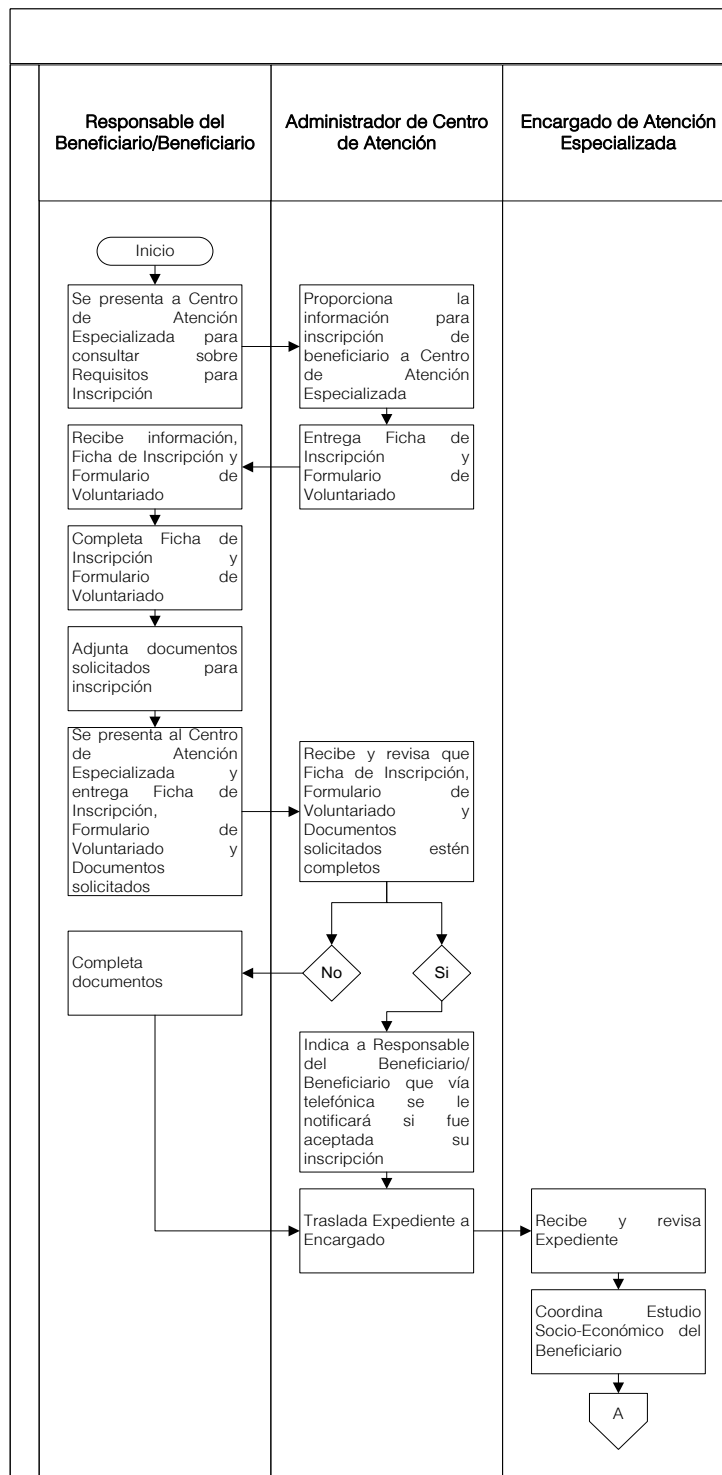 Responsable del
Beneficiario/Beneficiario
Administrador de Centro
de Atención
Encargado de Atención
Especializada
Inicio
Se presenta a Centro
de Atención
Especializada para
consultar sobre
Requisitos para
Inscripción
Proporciona la
información para
inscripción de
beneficiario a Centro
de Atención
Especializada
Entrega Ficha de
Inscripción y
Formulario de
Voluntariado
Recibe información,
Ficha de Inscripción y
Formulario de
Voluntariado
Completa Ficha de
Inscripción y
Formulario de
Voluntariado
Adjunta documentos
solicitados para
inscripción
Se presenta al Centro
de Atención
Especializada y
entrega Ficha de
Inscripción,
Formulario de
Voluntariado y
Documentos
solicitados
Recibe y revisa que
Ficha de Inscripción,
Formulario de
Voluntariado y
Documentos
solicitados estén
completos
No
Si
Completa
documentos
Indica a Responsable
del Beneficiario/
Beneficiario que vía
telefónica se le
notificará si fue
aceptada su
inscripción
Traslada Expediente a
Encargado
Recibe y revisa
Expediente
Coordina Estudio
Socio-Económico del
Beneficiario
A